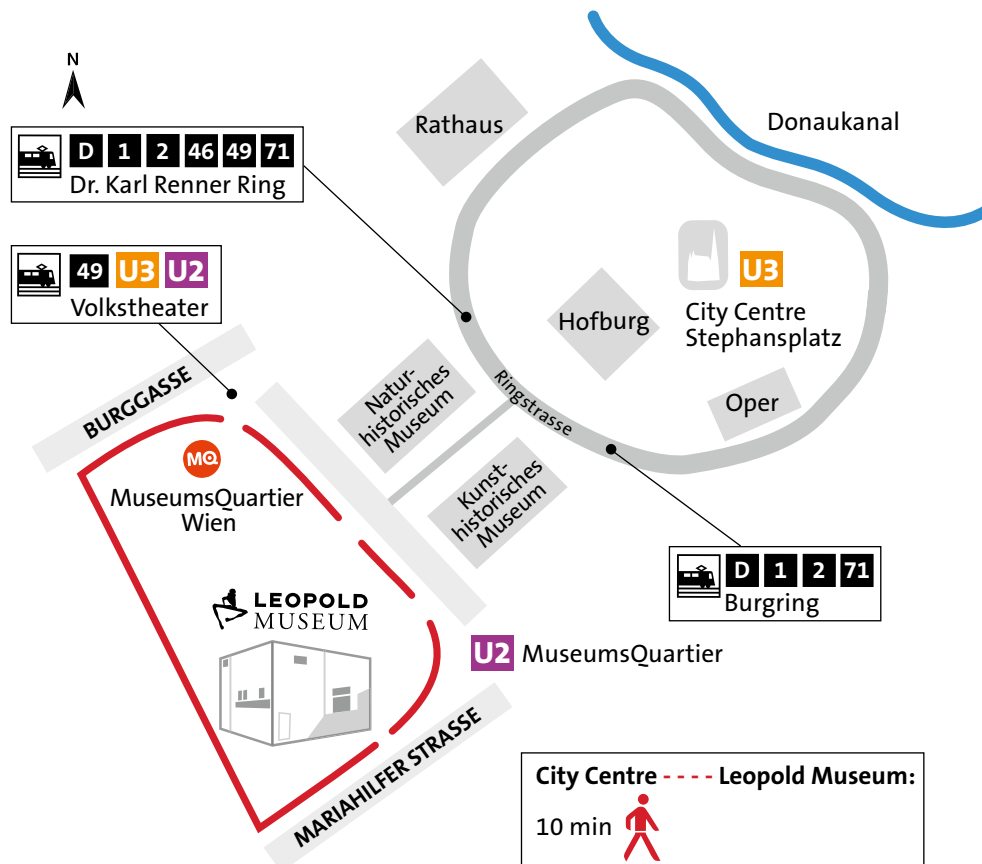 N
Rathaus
Donaukanal
D 1 2 46 49 71
Dr. Karl Renner Ring
49 U3 U2
Volkstheater
U3
City Centre
Stephansplatz
Hofburg
Oper
Ringstrasse
Natur-
historisches
Museum
Kunst-
historisches
Museum
BURGGASSE
MQ
MuseumsQuartier
Wien
D 1 2 71
Burgring
LEOPOLD
MUSEUM
U2 MuseumsQuartier
MARIAHILFER STRASSE
City Centre - - - - Leopold Museum:
10 min